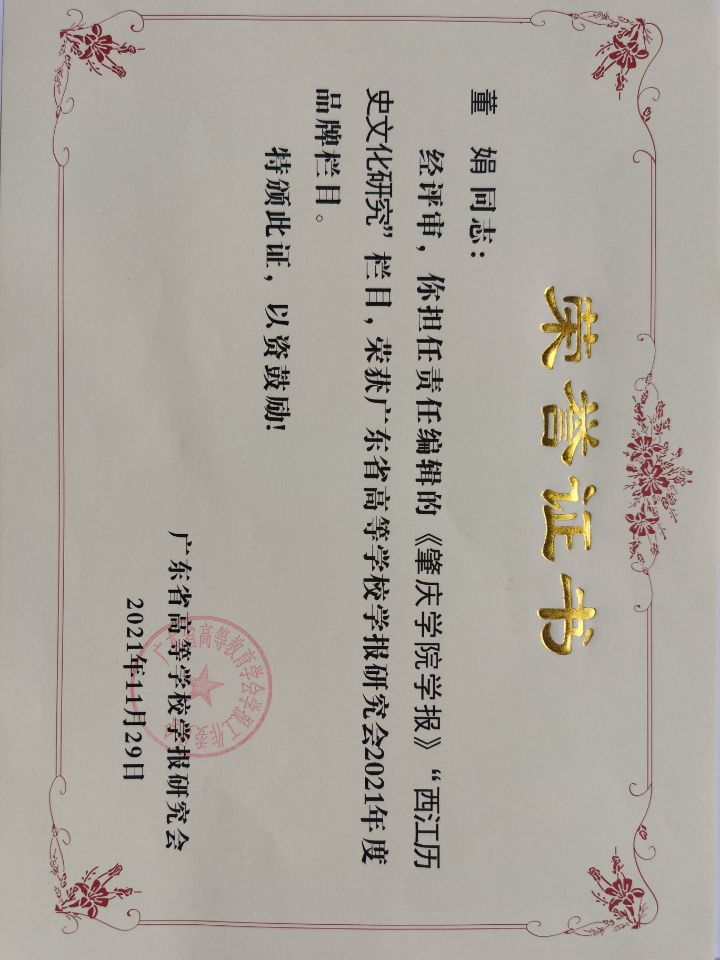 荣誉证书
董 娟同志：
经评审，你担任责任编辑的《肇庆学院学报》“西江历
史文化研究”栏目，荣获广东省高等学校学报研究会2021年度
品牌栏目。
特颁此证，以资鼓励!
广东省高等学校学报研究会
2021年11月29日